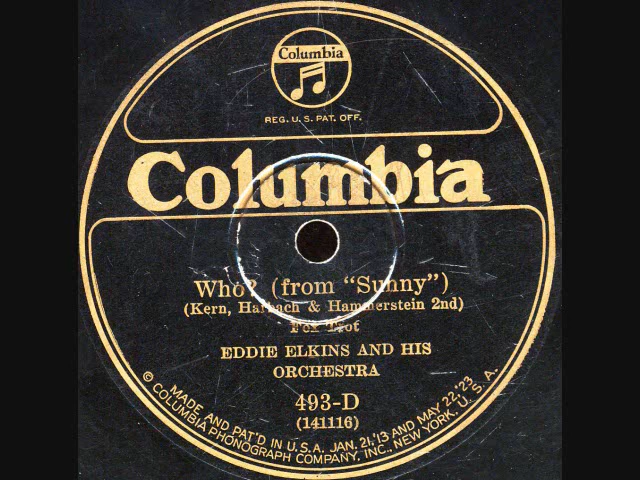 Columbia
REG. U.S. PAT. OFF.
Columbia
Who? (from “Sunny”)
(Kern, Harbach & Hammerstein 2nd)
Fox Trot
EDDIE ELKINS AND HIS
ORCHESTRA
493-D
(141116)
MADE AND PAT'D IN U.S.A. JAN. 21,'13 AND MAY 22,'23
© COLUMBIA PHONOGRAPH COMPANY, INC., NEW YORK, U.S.A.